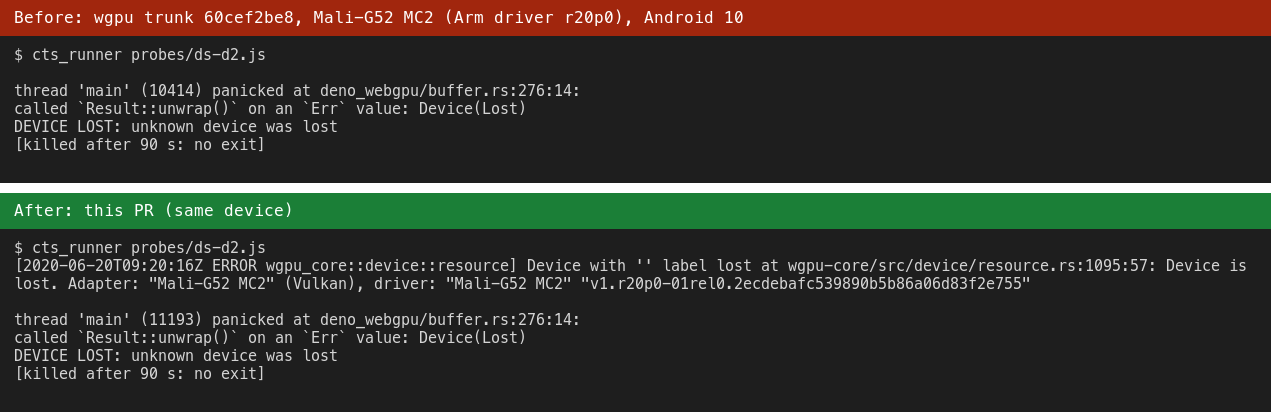 Before: wgpu trunk 60cef2be8, Mali-G52 MC2 (Arm driver r20p0), Android 10
$ cts_runner probes/ds-d2.js
thread 'main' (10414) panicked at deno_webgpu/buffer.rs:276:14:
called `Result::unwrap()` on an `Err` value: Device(Lost)
DEVICE LOST: unknown device was lost
[killed after 90 s: no exit]
After: this PR (same device)
$ cts_runner probes/ds-d2.js
[2020-06-20T09:20:16Z ERROR wgpu_core::device::resource] Device with '' label lost at wgpu-core/src/device/resource.rs:1095:57: Device is
lost. Adapter: "Mali-G52 MC2" (Vulkan), driver: "Mali-G52 MC2" "v1.r20p0-01rel0.2ecdebafc539890b5b86a06d83f2e755"
thread 'main' (11193) panicked at deno_webgpu/buffer.rs:276:14:
called `Result::unwrap()` on an `Err` value: Device(Lost)
DEVICE LOST: unknown device was lost
[killed after 90 s: no exit]